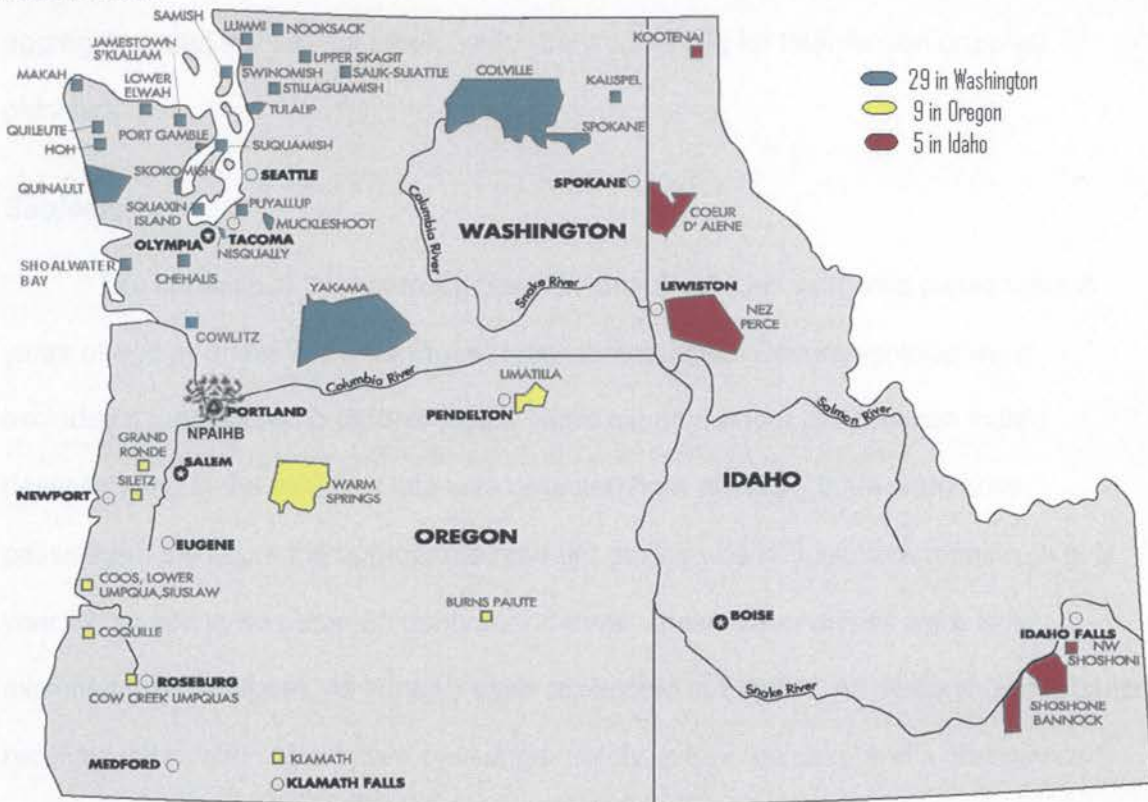 SAMISH
LUMMI
NOOKSACK
JAMESTOWN
S'KLALLAM
UPPER SKAGIT
SAUK-SUIATTLE
MAKAH
LOWER
ELWAH
SWINOMISH
STILLAGUAMISH
TULALIP
QUILEUTE
PORT GAMBLE
HOH
SUQUAMISH
SKOKOMISH
QUINAULT
SEATTLE
SQUAXIN
ISLAND
PUYALLUP
MUCKLESHOOT
OLYMPIA
TACOMA
NISQUALLY
SHOALWATER
BAY
CHEHALIS
YAKAMA
COWLITZ
COLVILLE
KALISPEL
SPOKANE
SPOKANE
Columbia River
WASHINGTON
Snake River
Columbia River
KOOTENAI
29 in Washington
9 in Oregon
5 in Idaho
COEUR
D' ALENE
LEWISTON
NEZ
PERCE
Salmon River
UMATILLA
PENDELTON
PORTLAND
NPAIHB
GRAND
RONDE
SILETZ
SALEM
NEWPORT
WARM
SPRINGS
EUGENE
OREGON
IDAHO
COOS, LOWER
UMPQUA, SIUSLAW
BURNS PAIUTE
COQUILLE
BOISE
IDAHO FALLS
NW
SHOSHONI
ROSEBURG
COW CREEK UMPQUAS
Snake River
SHOSHONE
BANNOCK
MEDFORD
KLAMATH
KLAMATH FALLS